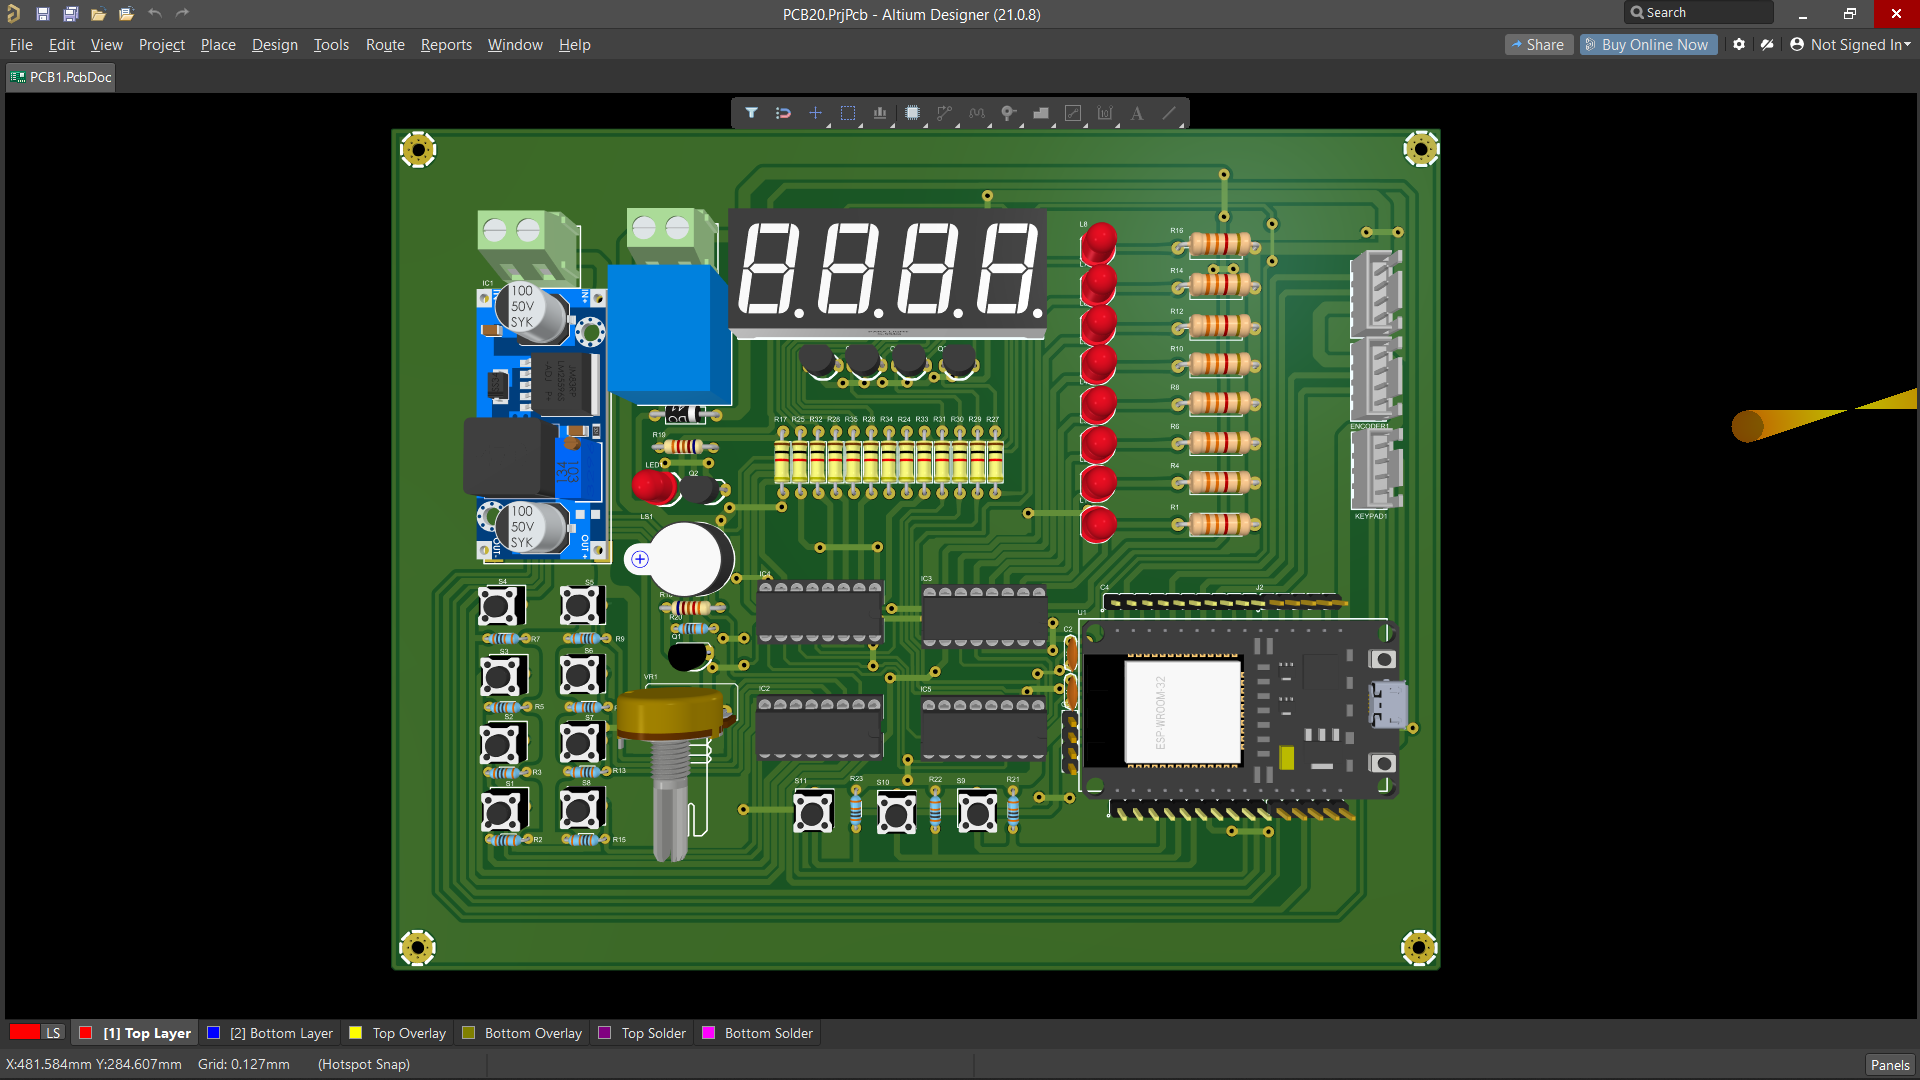 PCB20.PrjPcb - Altium Designer (21.0.8)
Search
File Edit View Project Place Design Tools Route Reports Window Help
Share Buy Online Now Not Signed In
PCB1.PcbDoc
L8
R16
IC1
IN+
100
50V
SYK
R14
R12
R10
R8
R6
R4
R1
ENCODER1
KEYPAD1
R17 R25 R32 R28 R35 R26 R34 R24 R33 R31 R30 R29 R27
R19
LED
Q2
LS1
134
103
100
50V
SYK
OUT-
OUT+
S4 S5
R7 R9
S3 S6
R5
S2 S7
R3 R13
S1 S8
R2 R15
R20
Q1
VR1
IC4 IC3
IC2 IC5
C4 J2
U1
C2
ESP-WROOM-32
S11 R23 S10 R22 S9 R21
LS [1] Top Layer [2] Bottom Layer Top Overlay Bottom Overlay Top Solder Bottom Solder
X:481.584mm Y:284.607mm Grid: 0.127mm (Hotspot Snap)
Panels